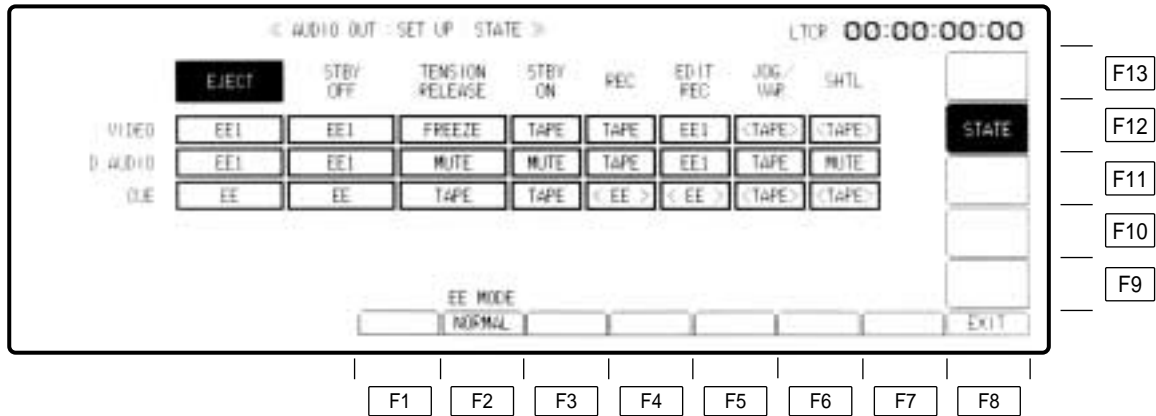 < AUDIO OUT : SET UP STATE > LTCR 00:00:00:00
EJECT STBY OFF TENSION RELEASE STBY ON REC EDIT REC JOG/ VAR SHTL
VIDEO EE1 EE1 FREEZE TAPE TAPE EE1 <TAPE> <TAPE>
D.AUDIO EE1 EE1 MUTE MUTE TAPE EE1 TAPE MUTE
CUE EE EE TAPE TAPE < EE > < EE > <TAPE> <TAPE>
STATE
EE MODE
NORMAL EXIT
F13
F12
F11
F10
F9
F1 F2 F3 F4 F5 F6 F7 F8